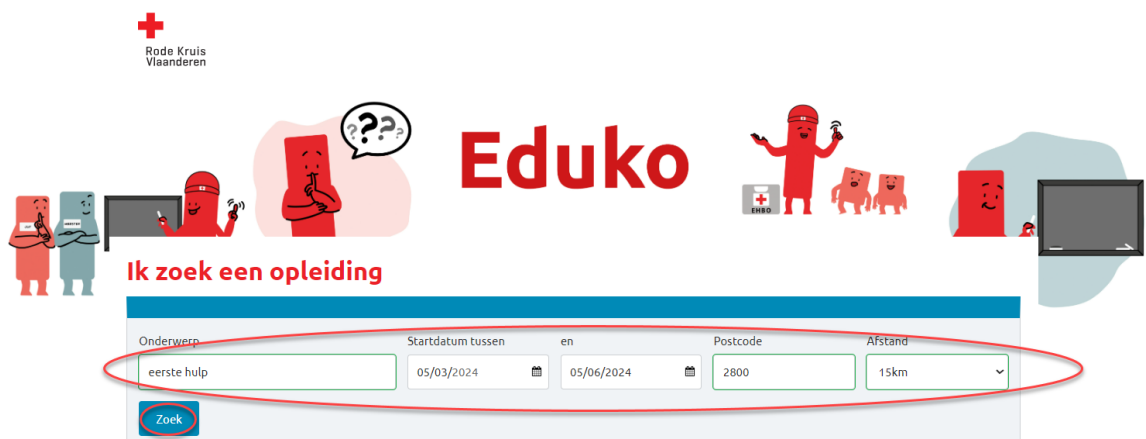 Rode Kruis
Vlaanderen
???
Eduko
EHBO
Ik zoek een opleiding
Onderwerp
Startdatum tussen
en
Postcode
Afstand
eerste hulp
05/03/2024
05/06/2024
2800
15km
Zoek